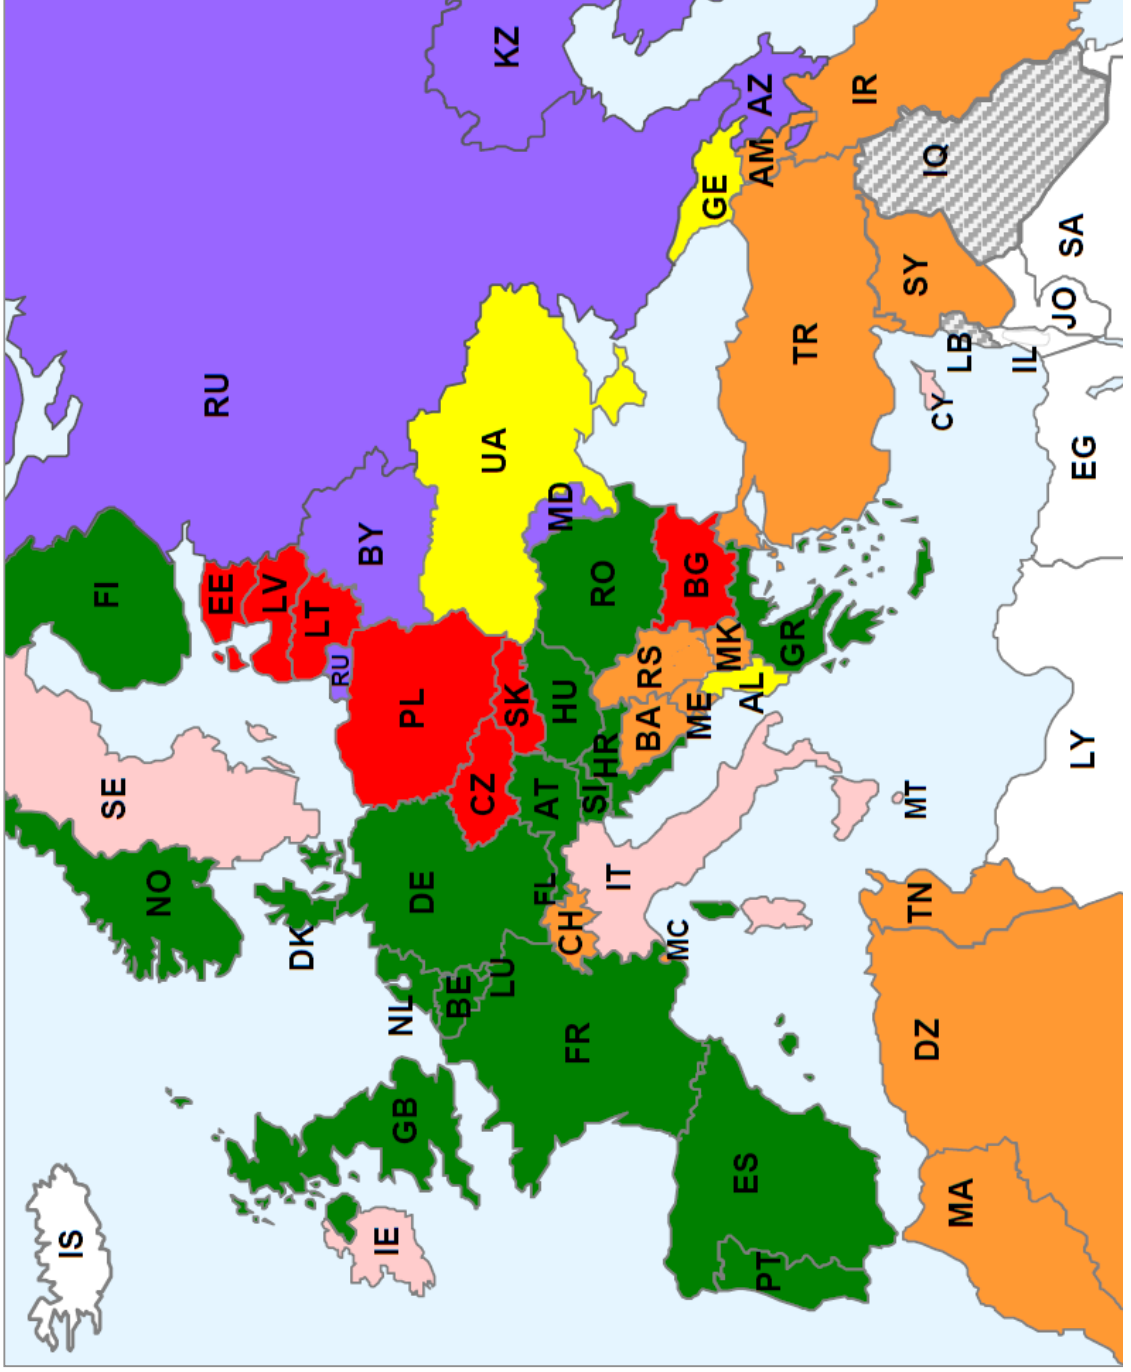 IS
NO
SE
FI
RU
KZ
EE
LV
LT
RU
BY
DK
IE
GB
NL
BE
LU
DE
PL
CZ
SK
UA
MD
FR
CH
FL
AT
HU
RO
SI
HR
BA
RS
ME
MK
AL
BG
GR
IT
MC
PT
ES
MT
TR
GE
AM
AZ
IR
CY
LB
SY
IQ
IL
JO
SA
MA
DZ
TN
LY
EG